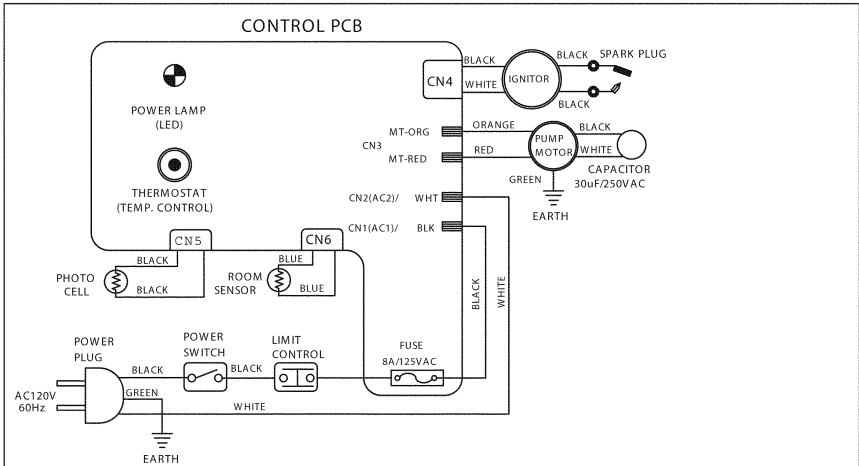 CONTROL PCB
POWER LAMP
(LED)
THERMOSTAT
(TEMP. CONTROL)
CN4
BLACK
WHITE
IGNITOR
BLACK
SPARK PLUG
BLACK
MT-ORG
CN3
MT-RED
ORANGE
RED
PUMP
MOTOR
BLACK
WHITE
CAPACITOR
30uF/250VAC
GREEN
EARTH
CN2(AC2)/ WHT
CN1(AC1)/ BLK
CN5
CN6
PHOTO
CELL
BLACK
BLACK
ROOM
SENSOR
BLUE
BLUE
BLACK
WHITE
POWER
PLUG
AC120V
60Hz
BLACK
GREEN
POWER
SWITCH
BLACK
LIMIT
CONTROL
FUSE
8A/125VAC
WHITE
EARTH